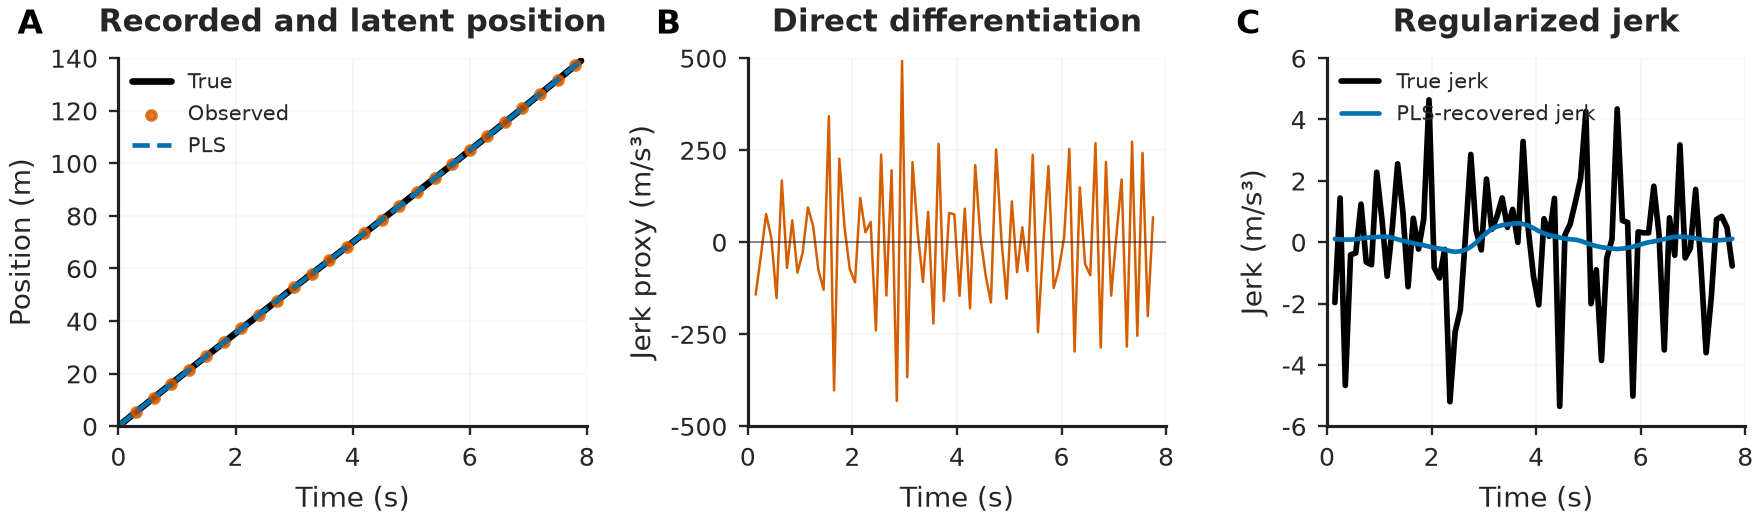 A
Recorded and latent position
Position (m)
140
120
100
80
60
40
20
0
True
Observed
PLS
0 2 4 6 8
Time (s)
B
Direct differentiation
Jerk proxy (m/s³)
500
250
0
-250
-500
0 2 4 6 8
Time (s)
C
Regularized jerk
Jerk (m/s³)
6
4
2
0
-2
-4
-6
True jerk
PLS-recovered jerk
0 2 4 6 8
Time (s)